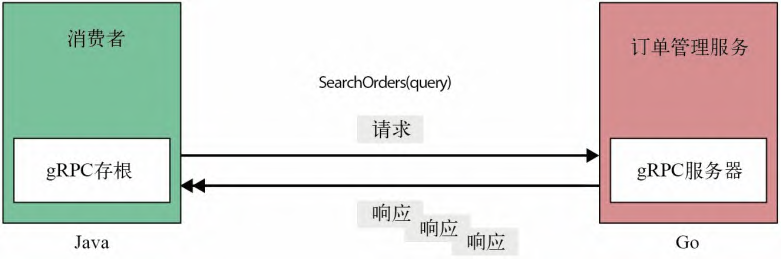 消费者
订单管理服务
SearchOrders(query)
请求
gRPC存根
gRPC服务器
响应
响应
响应
Java
Go